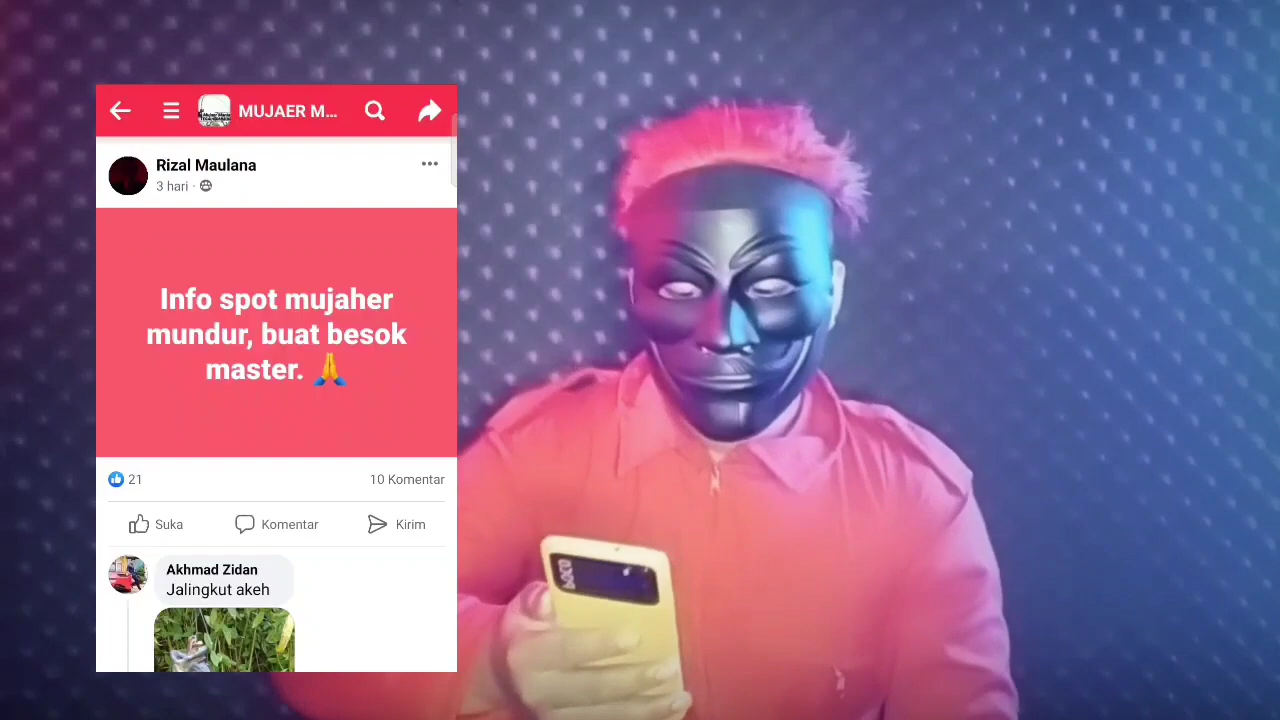 MUJAER M...
Rizal Maulana
3 hari ·
Info spot mujaher
mundur, buat besok
master. 🙏
21
10 Komentar
Suka
Komentar
Kirim
Akhmad Zidan
Jalingkut akeh
POCO